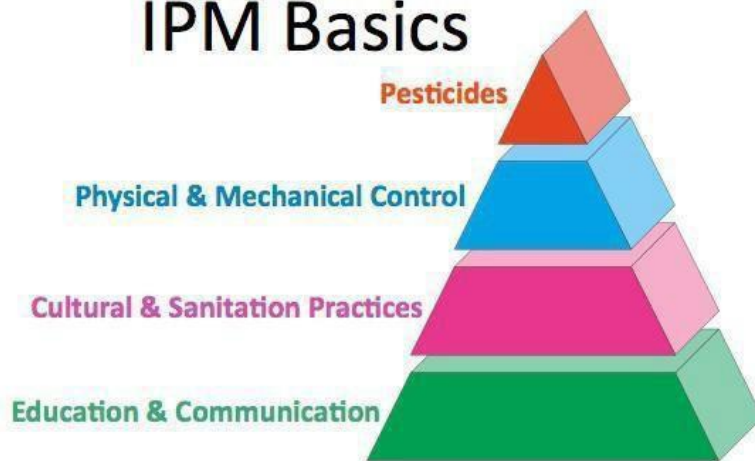 IPM Basics
Pesticides
Physical & Mechanical Control
Cultural & Sanitation Practices
Education & Communication